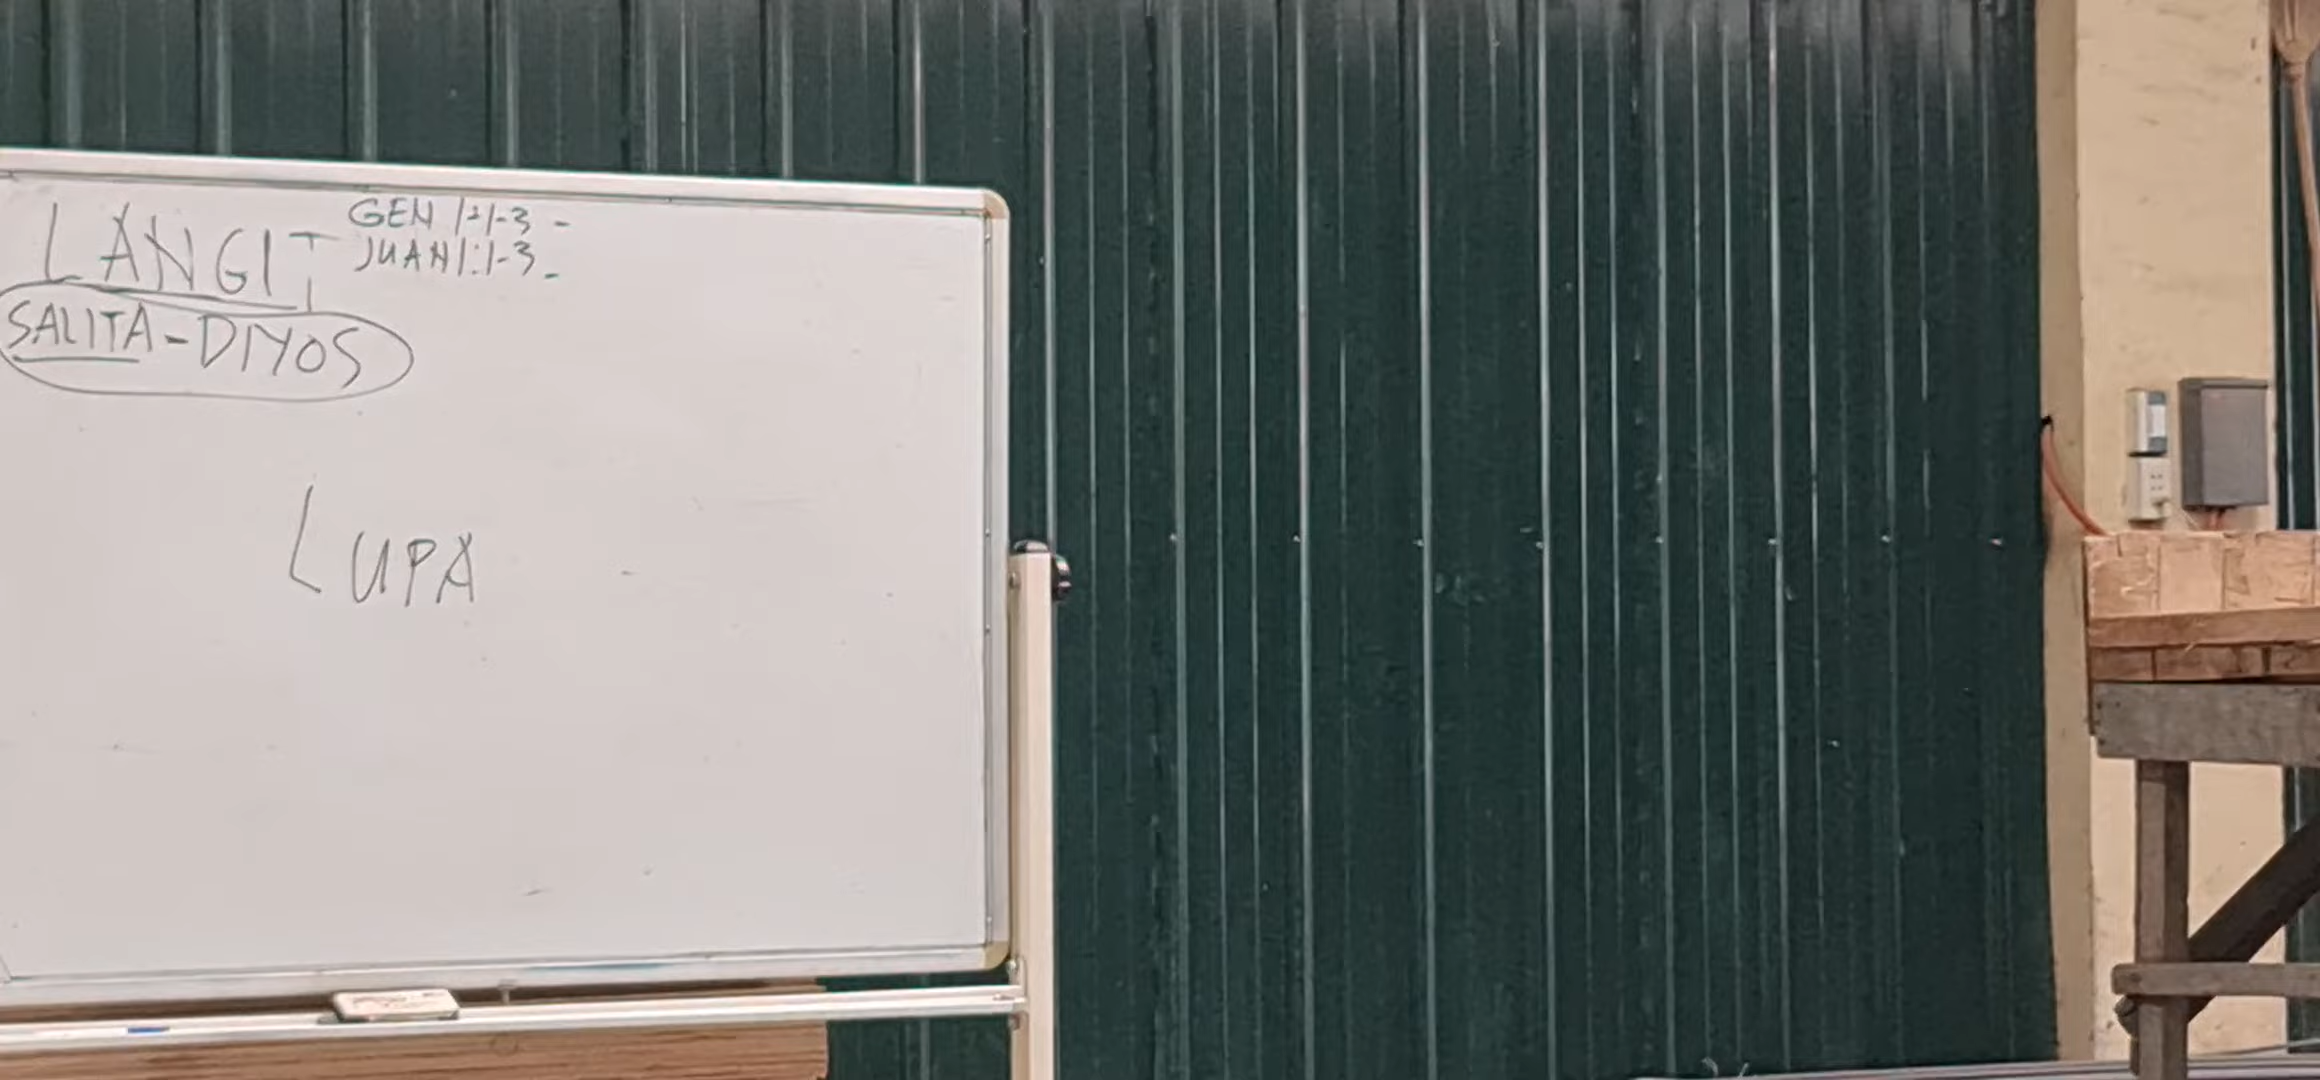 LANGIT
GEN 1:1-3 -
JUAN 1:1-3 -
SALITA-DIYOS
LUPA